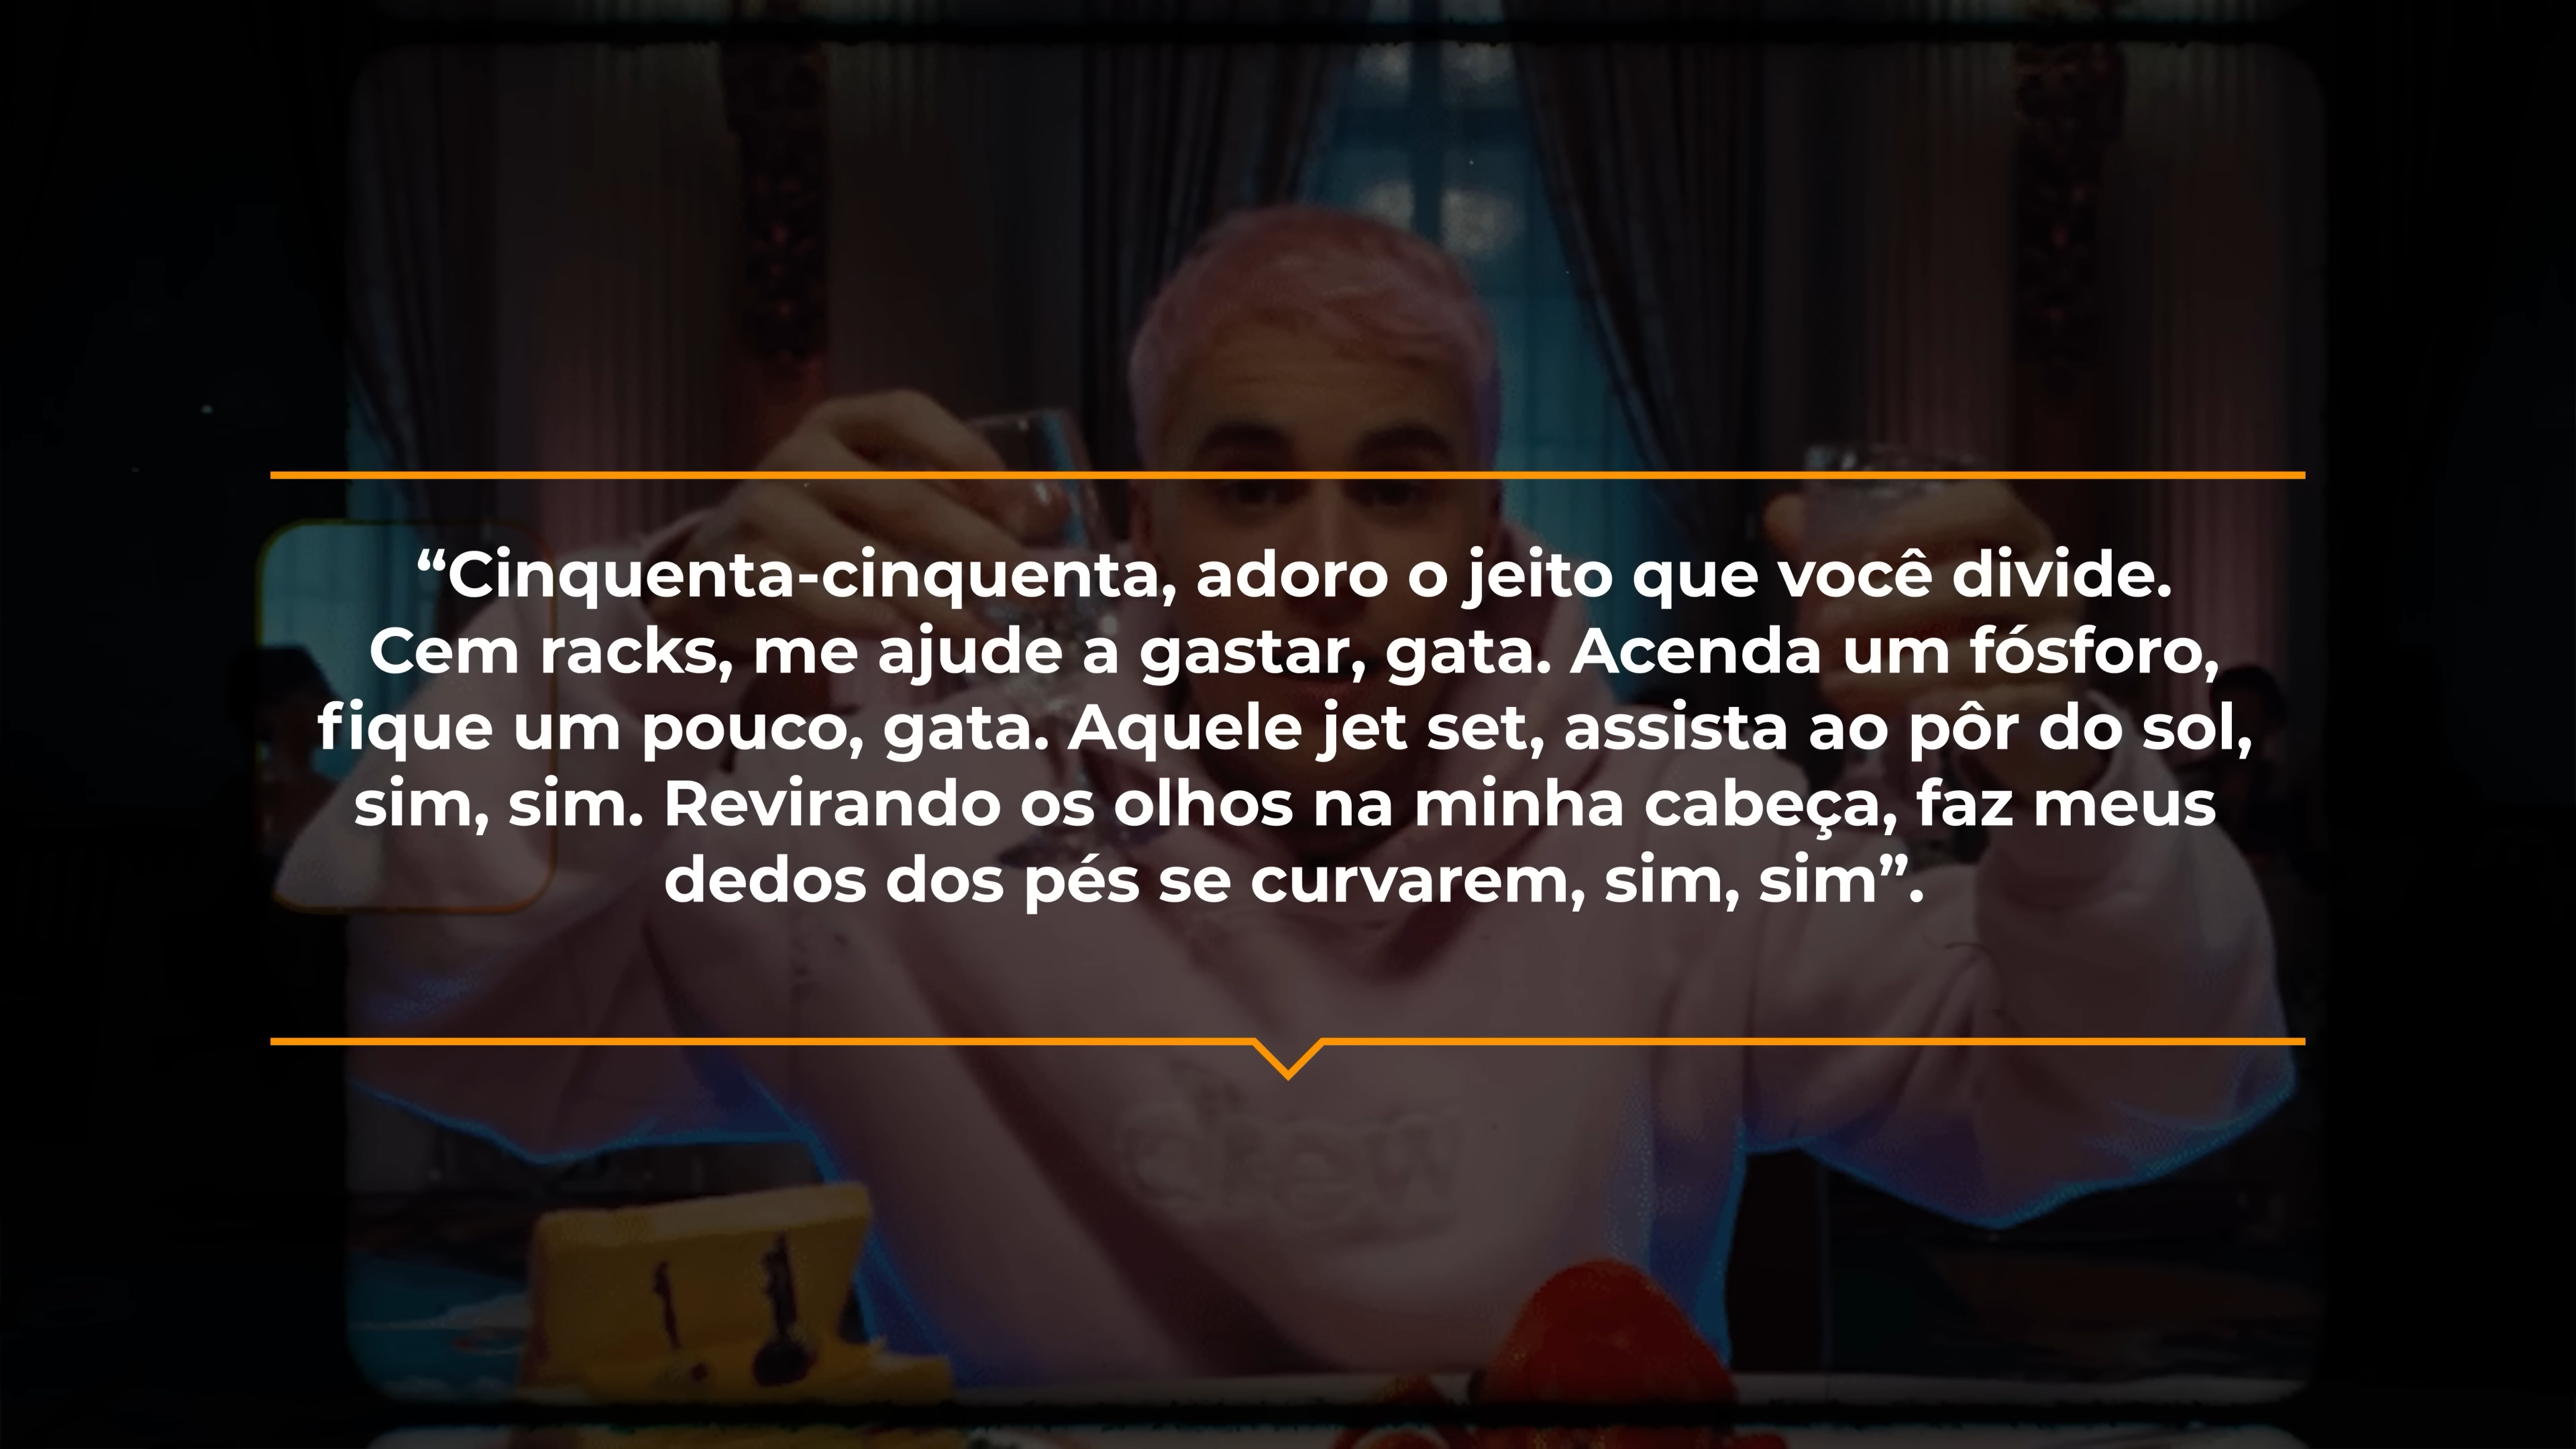 “Cinquenta-cinquenta, adoro o jeito que você divide.
Cem racks, me ajude a gastar, gata. Acenda um fósforo,
fique um pouco, gata. Aquele jet set, assista ao pôr do sol,
sim, sim. Revirando os olhos na minha cabeça, faz meus
dedos dos pés se curvarem, sim, sim”.
drew